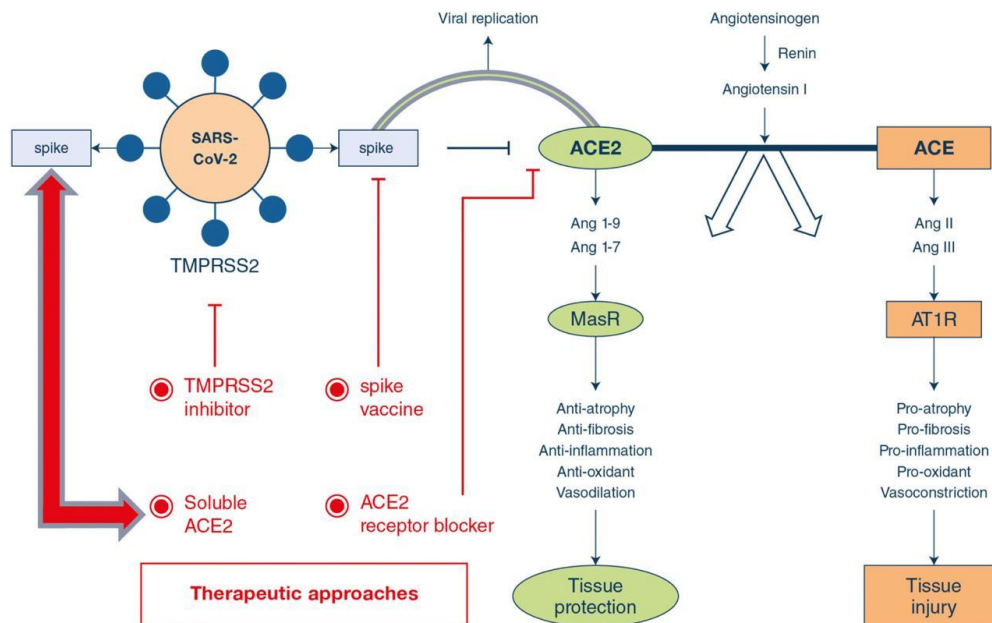 Viral replication
Angiotensinogen
Renin
Angiotensin I
spike
SARS-
CoV-2
spike
ACE2
ACE
TMPRSS2
Ang 1-9
Ang 1-7
Ang II
Ang III
MasR
AT1R
TMPRSS2
inhibitor
spike
vaccine
Anti-atrophy
Anti-fibrosis
Anti-inflammation
Anti-oxidant
Vasodilation
Pro-atrophy
Pro-fibrosis
Pro-inflammation
Pro-oxidant
Vasoconstriction
Soluble
ACE2
ACE2
receptor blocker
Therapeutic approaches
Tissue
protection
Tissue
injury